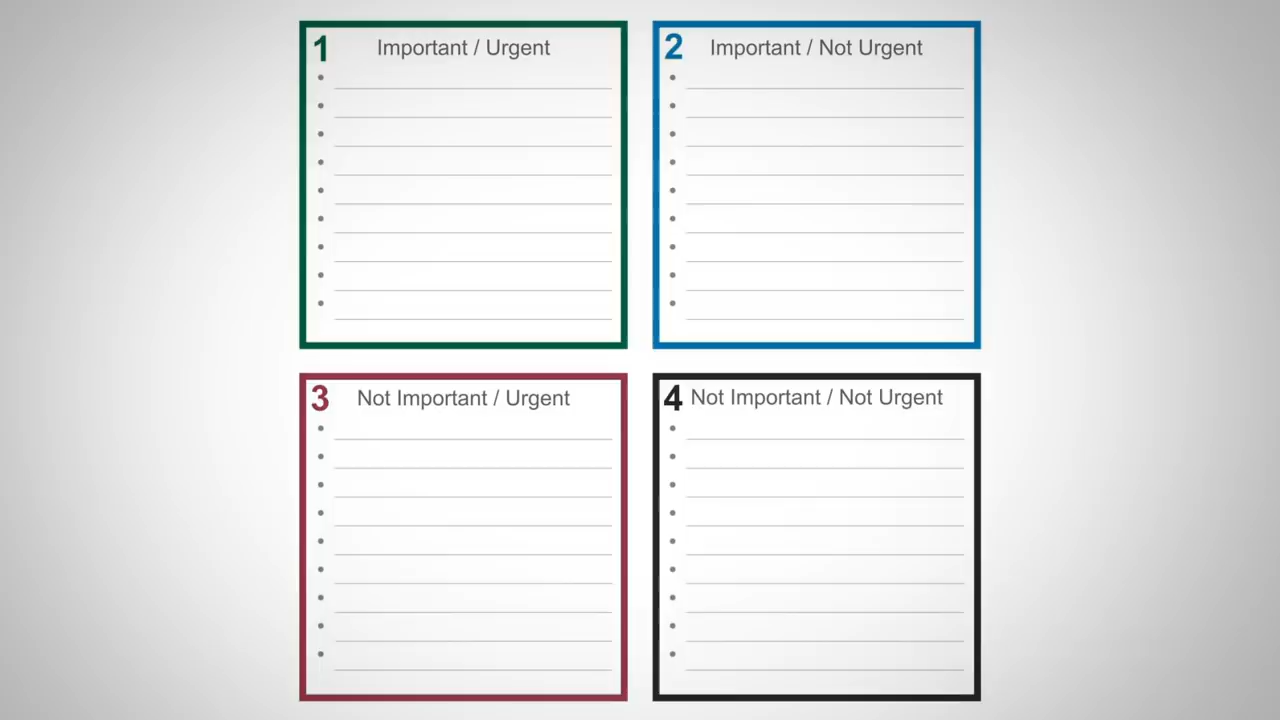 1 Important / Urgent
2 Important / Not Urgent
3 Not Important / Urgent
4 Not Important / Not Urgent